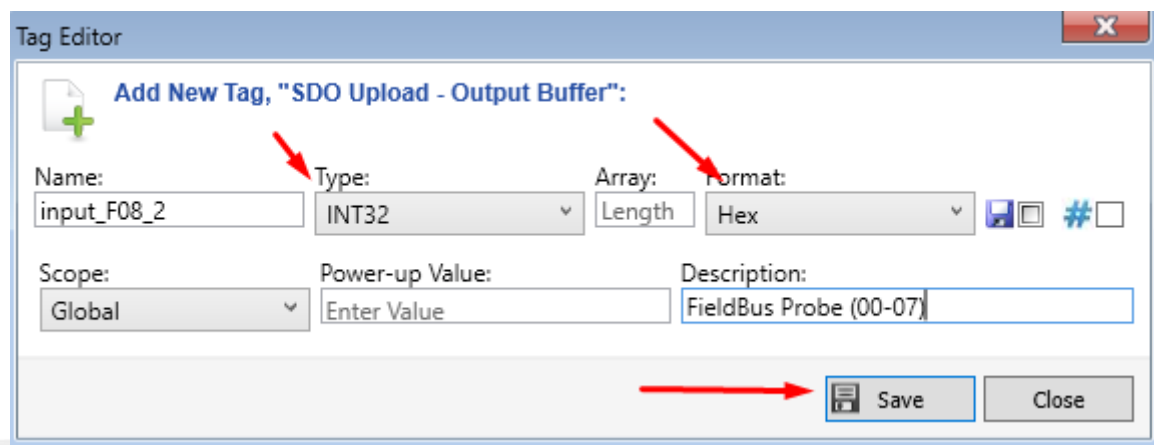 Tag Editor
Add New Tag, "SDO Upload - Output Buffer":
Name: Type: Array: Format:
input_F08_2 INT32 Length Hex #
Scope: Power-up Value: Description:
Global Enter Value FieldBus Probe (00-07)
Save Close